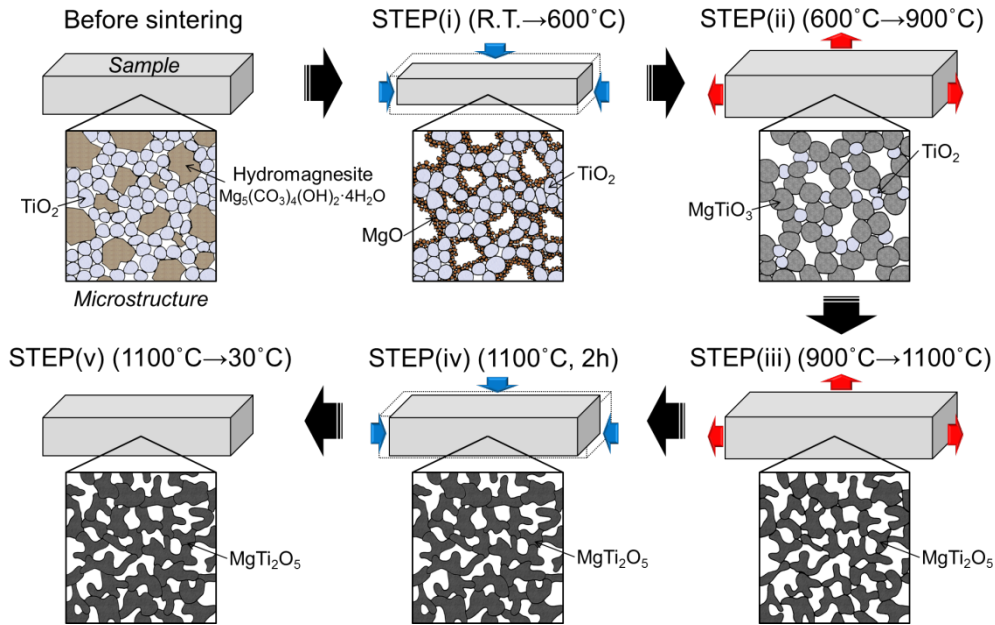 Before sintering
STEP(i) (R.T.→600˚C)
STEP(ii) (600˚C→900˚C)
Sample
TiO₂
Hydromagnesite
Mg₅(CO₃)₄(OH)₂·4H₂O
Microstructure
TiO₂
MgO
TiO₂
MgTiO₃
STEP(v) (1100˚C→30˚C)
STEP(iv) (1100˚C, 2h)
STEP(iii) (900˚C→1100˚C)
MgTi₂O₅
MgTi₂O₅
MgTi₂O₅